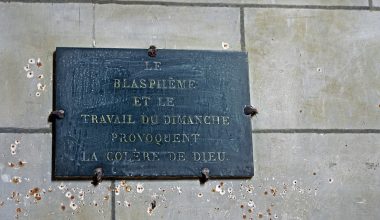 LE
BLASPHÈME
ET LE
TRAVAIL DU DIMANCHE
PROVOQUENT
LA COLÈRE DE DIEU.